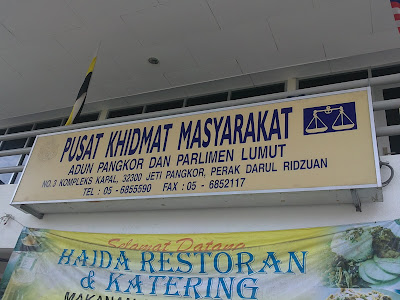 PUSAT KHIDMAT MASYARAKAT
ADUN PANGKOR DAN PARLIMEN LUMUT
NO.3 KOMPLEKS KAPAL, 32300 JETI PANGKOR, PERAK DARUL RIDZUAN
TEL : 05 - 6855590 FAX : 05 - 6852117
Selamat Datang
HAIDA RESTORAN
& KATERING